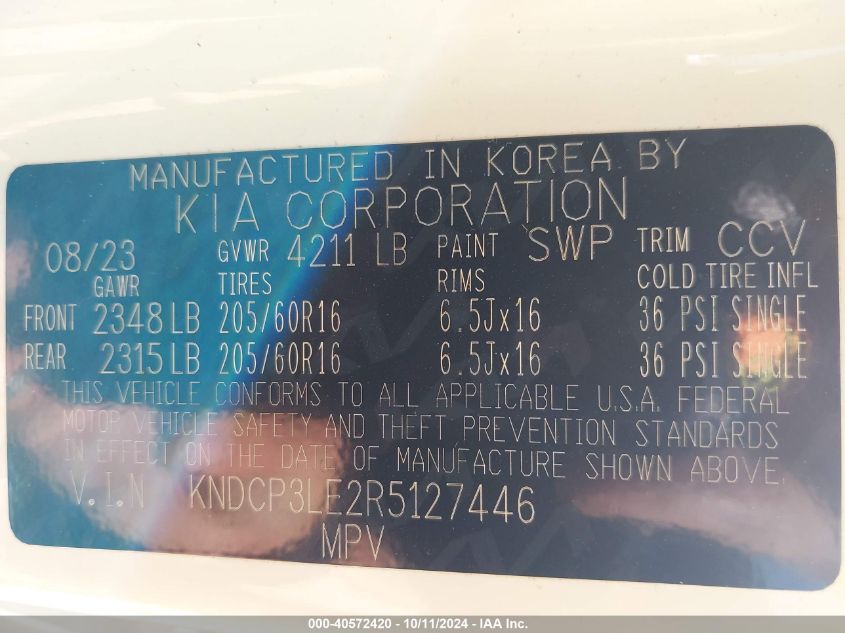 MANUFACTURED IN KOREA BY
KIA CORPORATION
08/23 GVWR 4211 LB PAINT SWP TRIM CCV
GAWR TIRES RIMS COLD TIRE INFL
FRONT 2348 LB 205/60R16 6.5Jx16 36 PSI SINGLE
REAR 2315 LB 205/60R16 6.5Jx16 36 PSI SINGLE
THIS VEHICLE CONFORMS TO ALL APPLICABLE U.S.A. FEDERAL
MOTOR VEHICLE SAFETY AND THEFT PREVENTION STANDARDS
IN EFFECT ON THE DATE OF MANUFACTURE SHOWN ABOVE.
V.I.N KNDCP3LE2R5127446
MPV
000-40572420 - 10/11/2024 - IAA Inc.